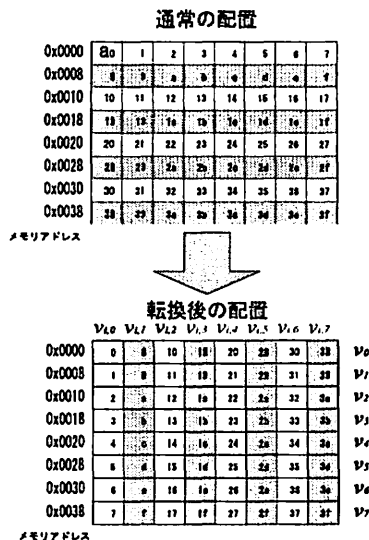 通常の配置
0x0000 a0 1 2 3 4 5 6 7
0x0008 8 9 a b c d e f
0x0010 10 11 12 13 14 15 16 17
0x0018 18 19 1a 1b 1c 1d 1e 1f
0x0020 20 21 22 23 24 25 26 27
0x0028 28 29 2a 2b 2c 2d 2e 2f
0x0030 30 31 32 33 34 35 36 37
0x0038 38 39 3a 3b 3c 3d 3e 3f
メモリアドレス
転換後の配置
Vi,0 Vi,1 Vi,2 Vi,3 Vi,4 Vi,5 Vi,6 Vi,7
0x0000 0 8 10 18 20 28 30 38 V0
0x0008 1 9 11 19 21 29 31 39 V1
0x0010 2 a 12 1a 22 2a 32 3a V2
0x0018 3 b 13 1b 23 2b 33 3b V3
0x0020 4 c 14 1c 24 2c 34 3c V4
0x0028 5 d 15 1d 25 2d 35 3d V5
0x0030 6 e 16 1e 26 2e 36 3e V6
0x0038 7 f 17 1f 27 2f 37 3f V7
メモリアドレス